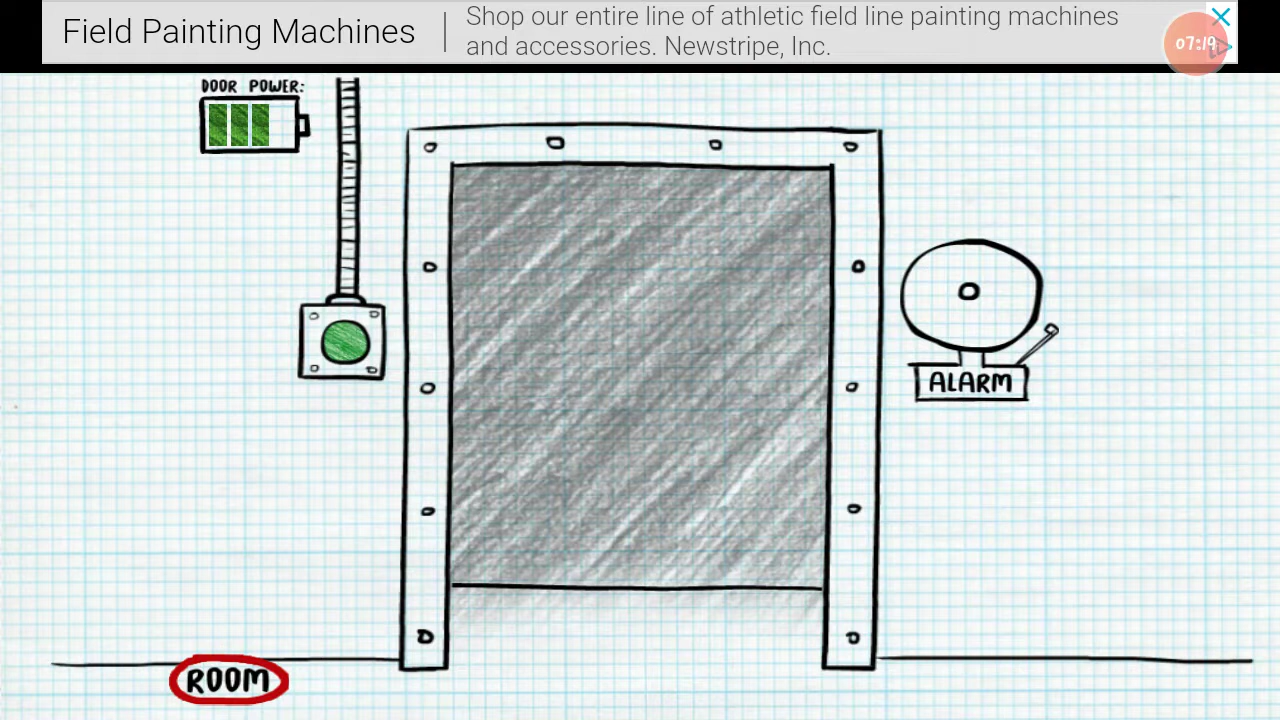 Field Painting Machines
Shop our entire line of athletic field line painting machines
and accessories. Newstripe, Inc.
07:19
DOOR POWER:
ALARM
ROOM